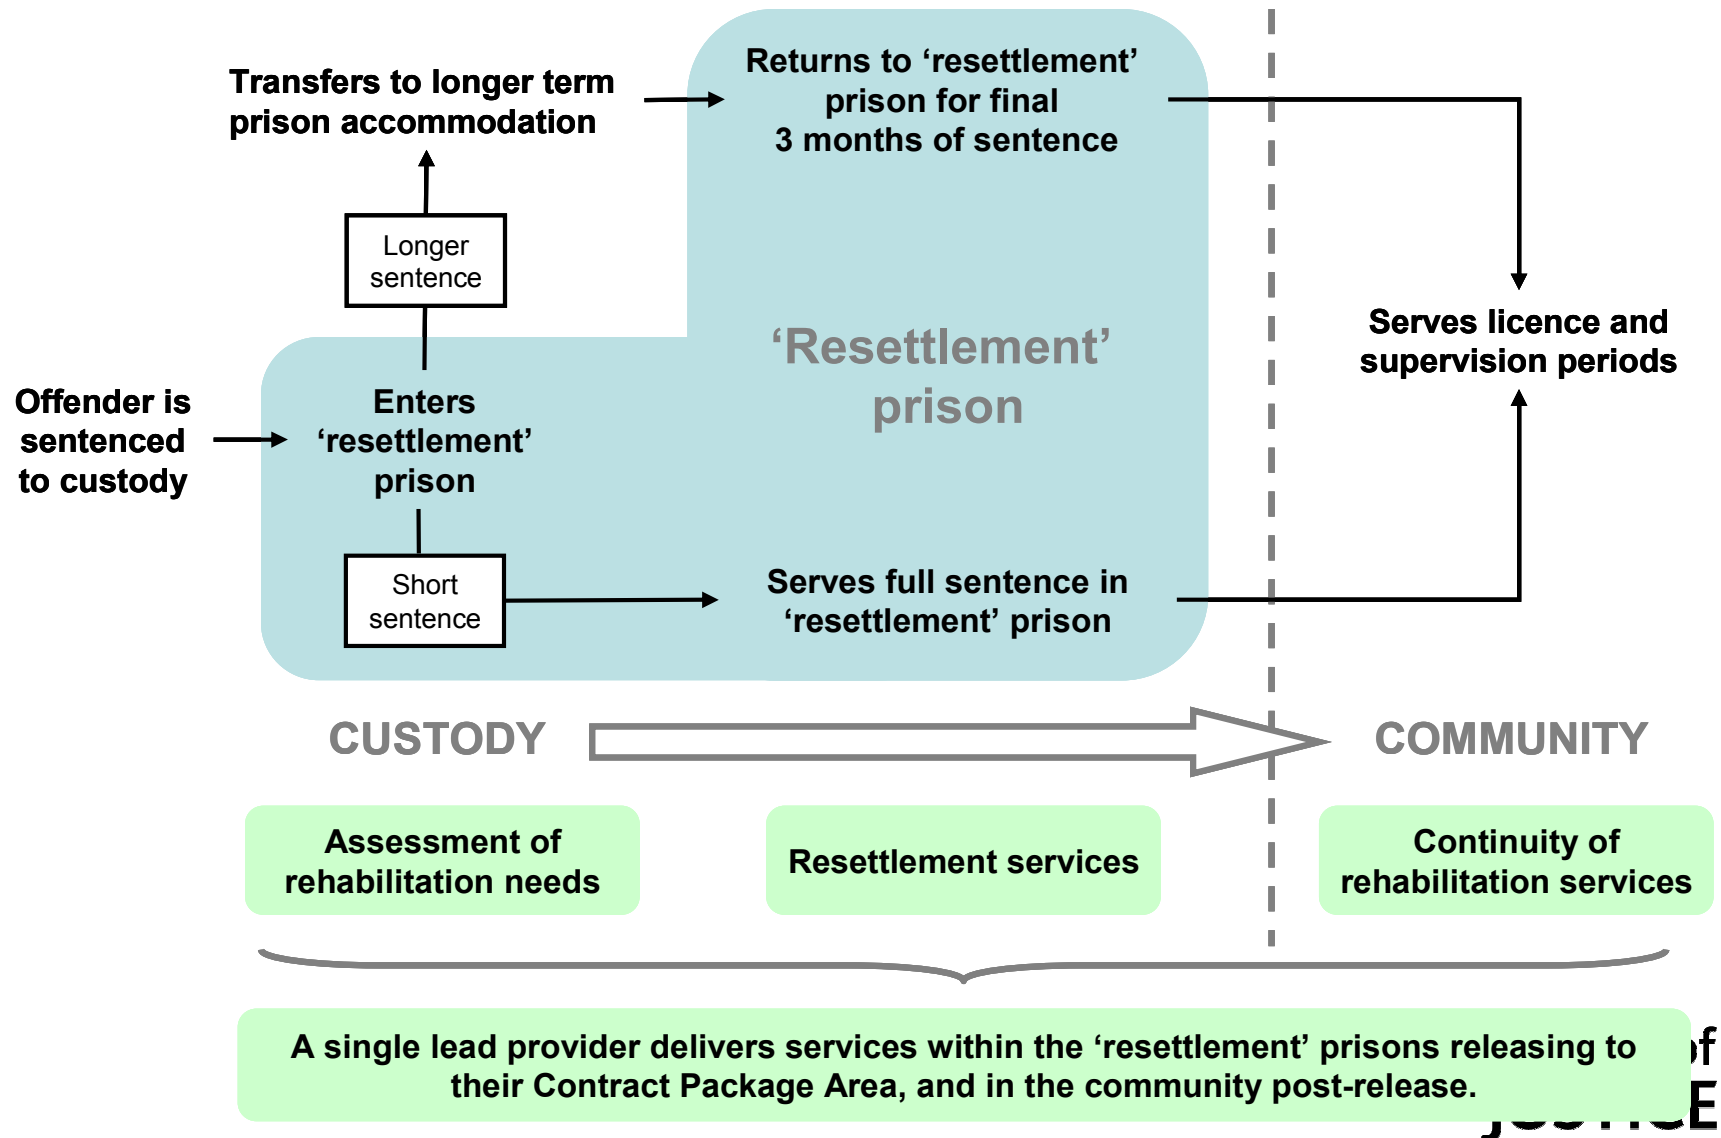 Transfers to longer term
prison accommodation
Returns to ‘resettlement’
prison for final
3 months of sentence
Longer
sentence
‘Resettlement’
prison
Serves licence and
supervision periods
Offender is
sentenced
to custody
Enters
‘resettlement’
prison
Short
sentence
Serves full sentence in
‘resettlement’ prison
CUSTODY
COMMUNITY
Assessment of
rehabilitation needs
Resettlement services
Continuity of
rehabilitation services
A single lead provider delivers services within the ‘resettlement’ prisons releasing to
their Contract Package Area, and in the community post-release.
of
JUSTICE